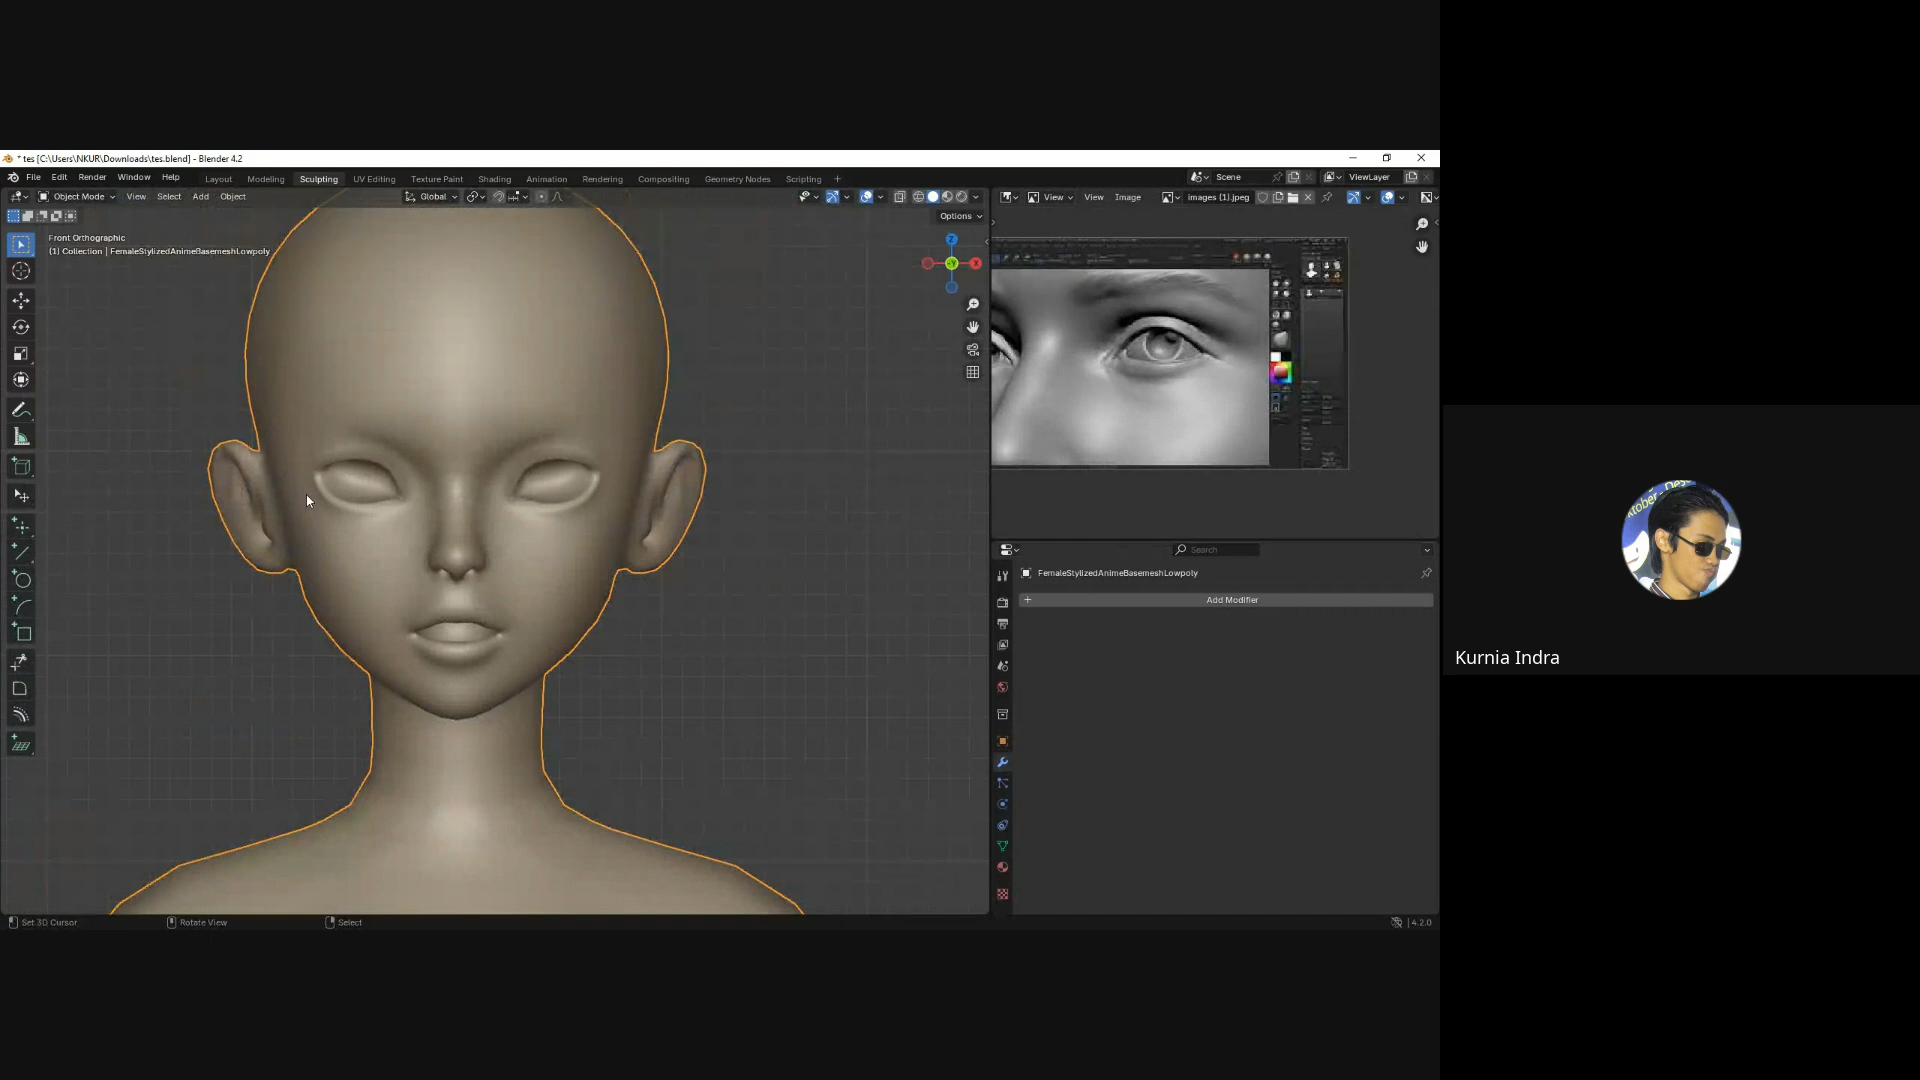 * tes [C:\Users\NKUR\Downloads\tes.blend] - Blender 4.2
File Edit Render Window Help Layout Modeling Sculpting UV Editing Texture Paint Shading Animation Rendering Compositing Geometry Nodes Scripting + Scene ViewLayer
Object Mode View Select Add Object Global View View Image images (1).jpeg
Options
Front Orthographic
(1) Collection | FemaleStylizedAnimeBasemeshLowpoly
Z
-Y X
Search
FemaleStylizedAnimeBasemeshLowpoly
+ Add Modifier
Kurnia Indra
Set 3D Cursor Rotate View Select 4.2.0